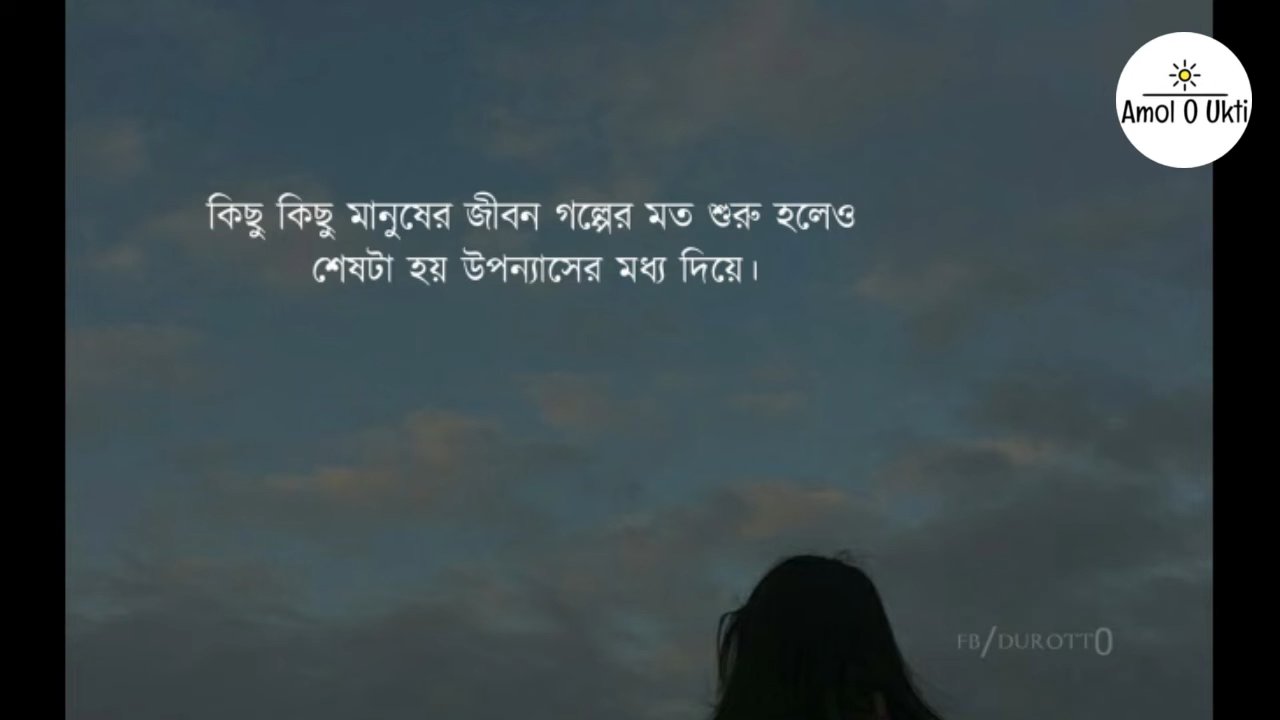 Amol O Ukti
কিছু কিছু মানুষের জীবন গল্পের মত শুরু হলেও
শেষটা হয় উপন্যাসের মধ্য দিয়ে।
FB/DUROTTO